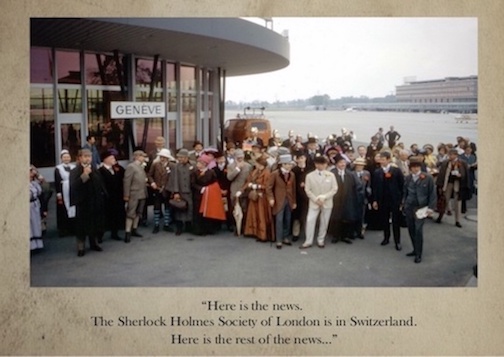 GENÈVE
“Here is the news.
The Sherlock Holmes Society of London is in Switzerland.
Here is the rest of the news...”